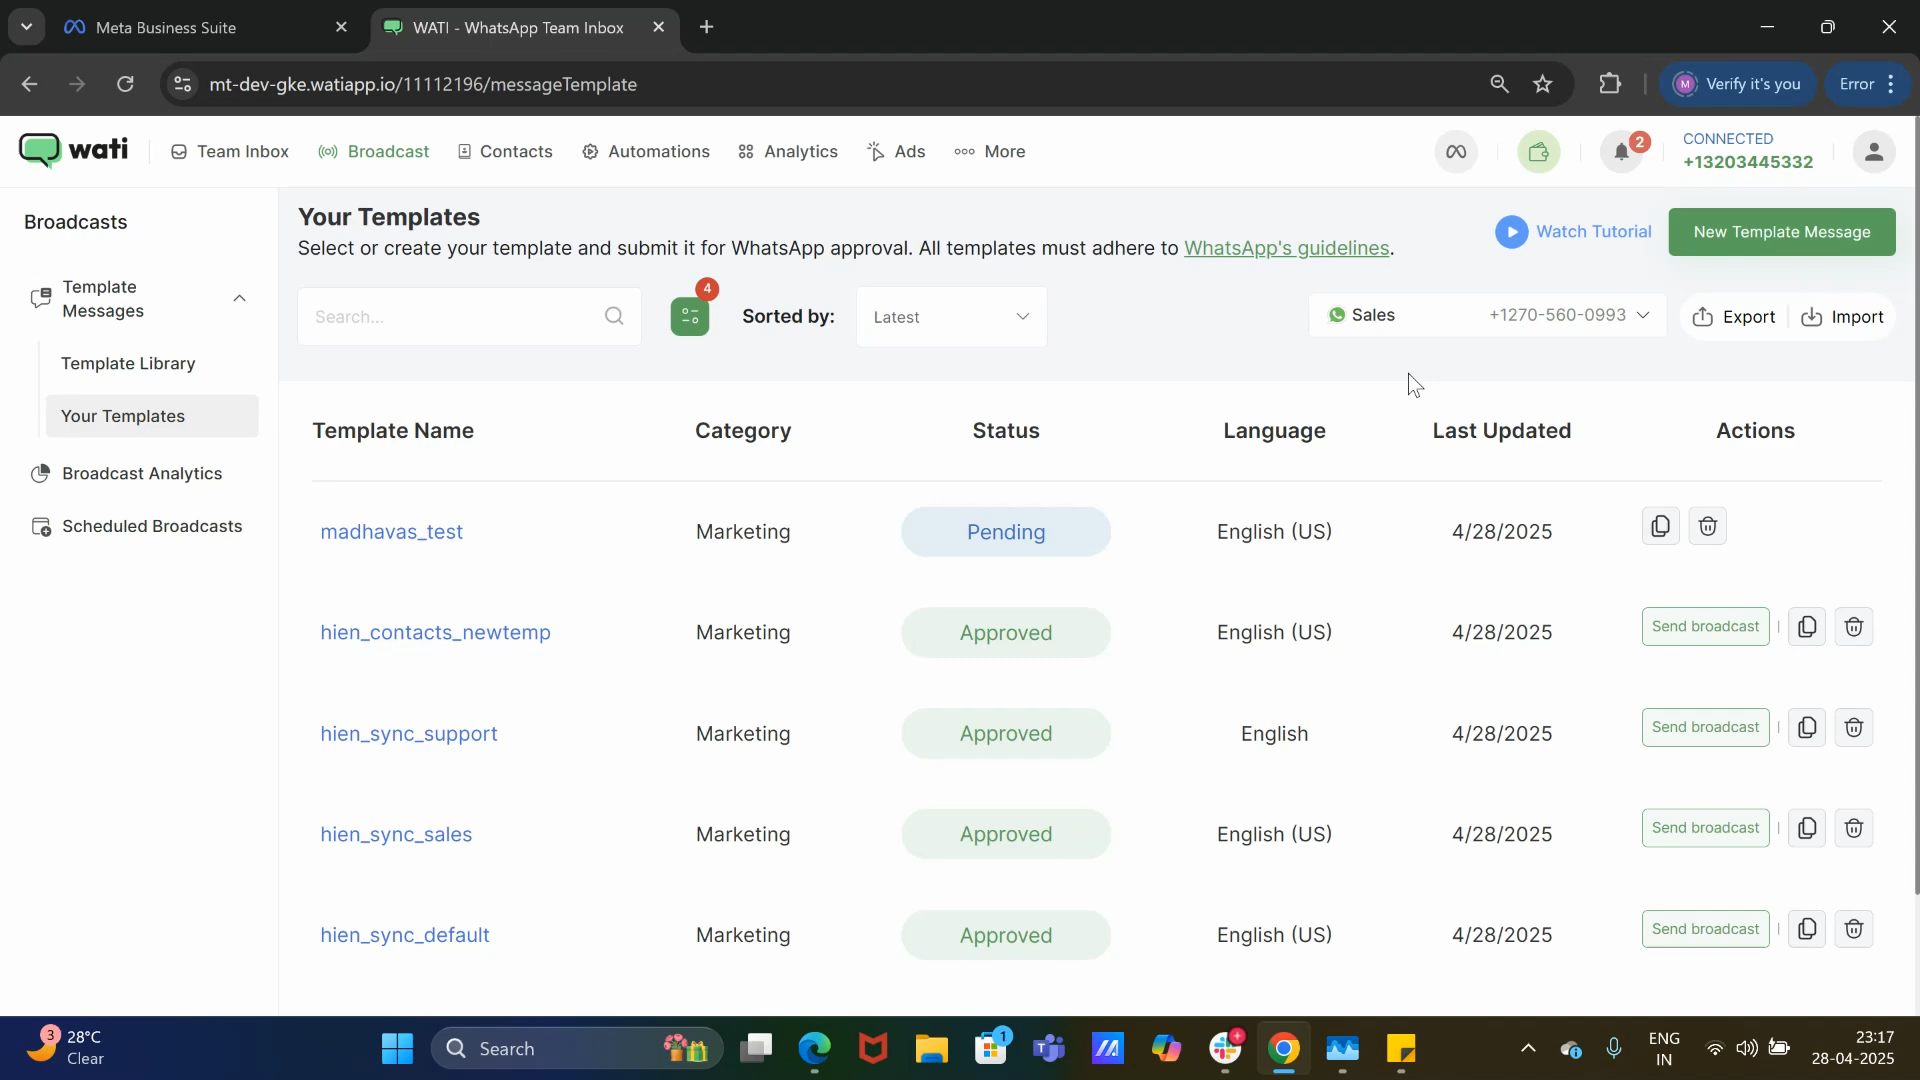 Meta Business Suite
WATI - WhatsApp Team Inbox
mt-dev-gke.watiapp.io/11112196/messageTemplate
M
Verify it's you
Error
wati
Team Inbox
Broadcast
Contacts
Automations
Analytics
Ads
More
2
CONNECTED
+13203445332
Broadcasts
Template
Messages
Template Library
Your Templates
Broadcast Analytics
Scheduled Broadcasts
Your Templates
Select or create your template and submit it for WhatsApp approval. All templates must adhere to WhatsApp's guidelines.
Watch Tutorial
New Template Message
Search...
4
Sorted by:
Latest
Sales
+1270-560-0993
Export
Import
Template Name Category Status Language Last Updated Actions
madhavas_test Marketing Pending English (US) 4/28/2025
hien_contacts_newtemp Marketing Approved English (US) 4/28/2025 Send broadcast
hien_sync_support Marketing Approved English 4/28/2025 Send broadcast
hien_sync_sales Marketing Approved English (US) 4/28/2025 Send broadcast
hien_sync_default Marketing Approved English (US) 4/28/2025 Send broadcast
3
28°C
Clear
Search
1
ENG
IN
23:17
28-04-2025